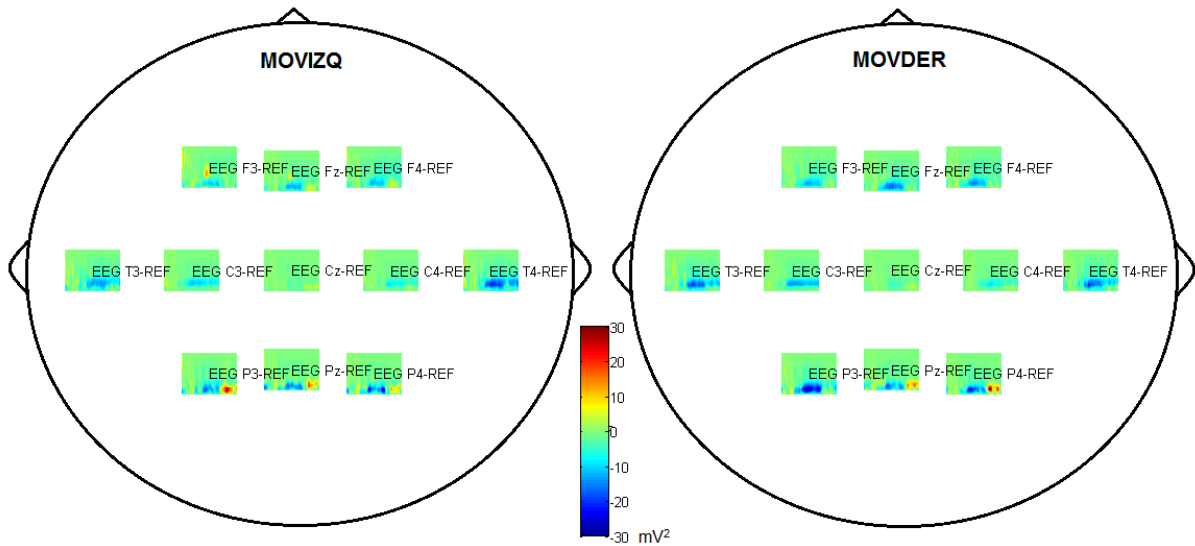 MOVIZQ
EEG F3-REF
EEG Fz-REF
EEG F4-REF
EEG T3-REF
EEG C3-REF
EEG Cz-REF
EEG C4-REF
EEG T4-REF
EEG P3-REF
EEG Pz-REF
EEG P4-REF
30
20
10
0
-10
-20
-30 mV²
MOVDER
EEG F3-REF
EEG Fz-REF
EEG F4-REF
EEG T3-REF
EEG C3-REF
EEG Cz-REF
EEG C4-REF
EEG T4-REF
EEG P3-REF
EEG Pz-REF
EEG P4-REF